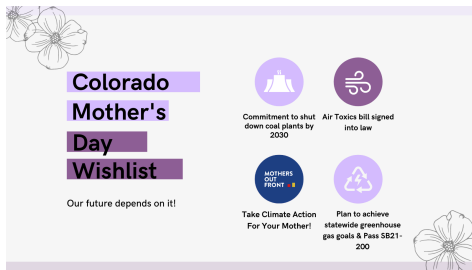 Colorado
Mother's
Day
Wishlist
Our future depends on it!
Commitment to shut
down coal plants by
2030
Air Toxics bill signed
into law
MOTHERS
OUT
FRONT
Take Climate Action
For Your Mother!
Plan to achieve
statewide greenhouse
gas goals & Pass SB21-
200